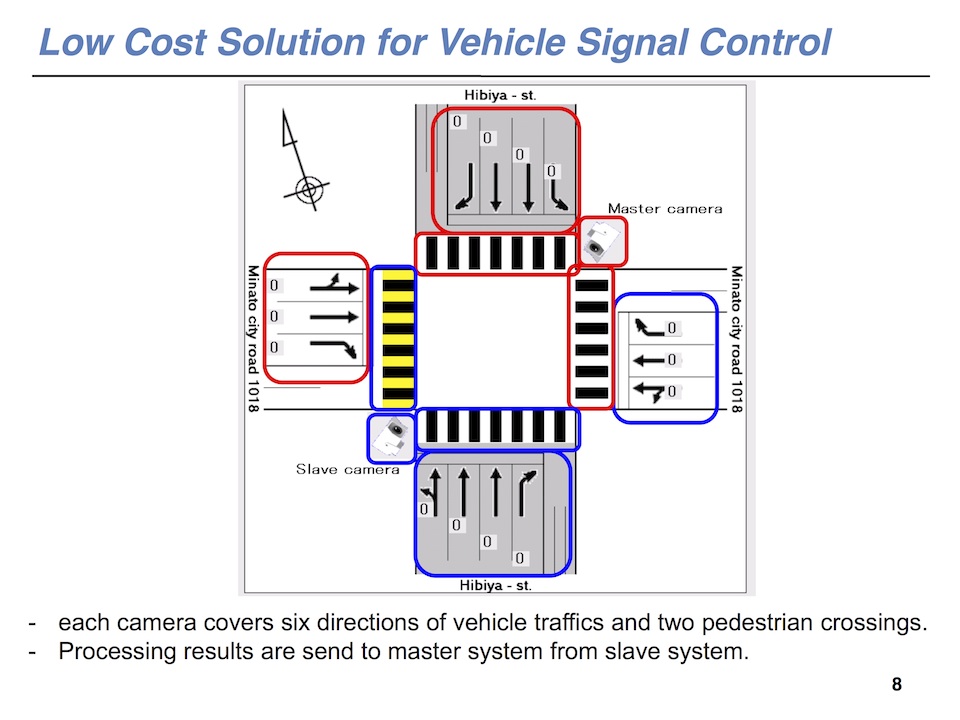 Low Cost Solution for Vehicle Signal Control
Hibiya - st.
0
0
0
0
Master camera
Minato city road 1018
0
0
0
Minato city road 1018
0
0
0
Slave camera
0
0
0
0
Hibiya - st.
- each camera covers six directions of vehicle traffics and two pedestrian crossings.
- Processing results are send to master system from slave system.
8